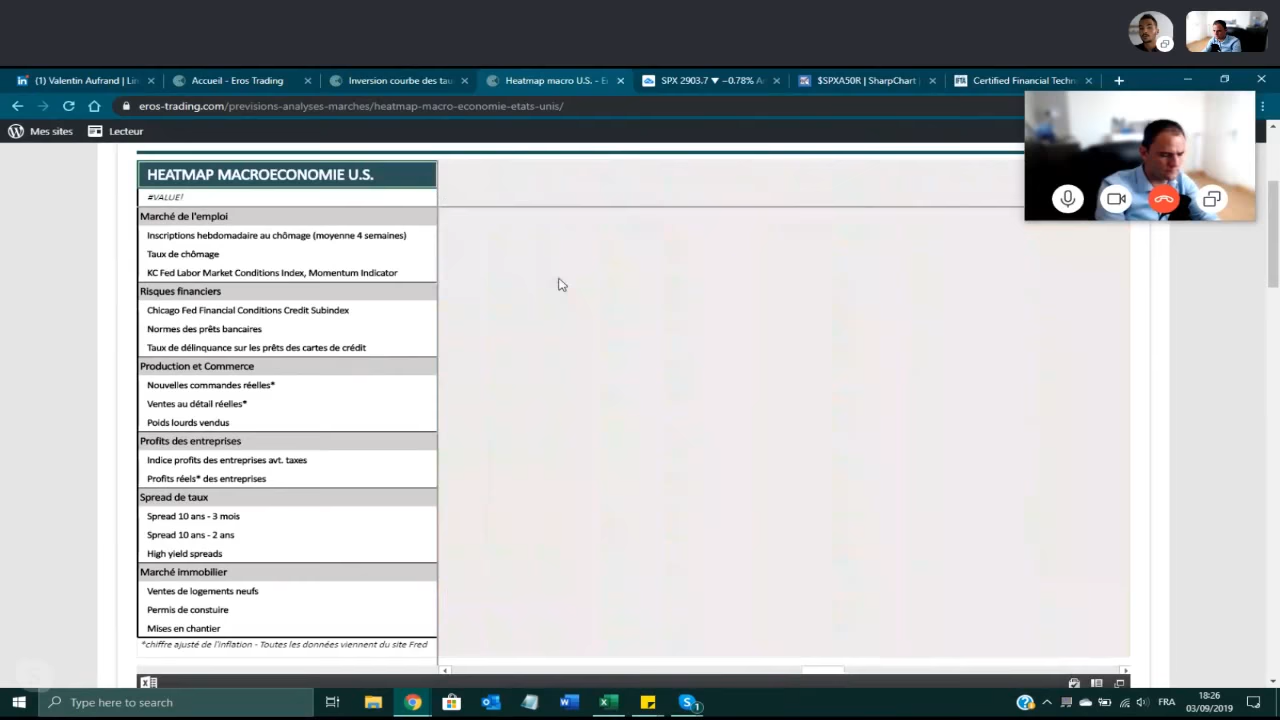 (1) Valentin Aufrand | Lin
Accueil - Eros Trading
Inversion courbe des tau
Heatmap macro U.S. - E
SPX 2903.7 ▼ −0.78%
$SPXA50R | SharpChart
Certified Financial Techn
eros-trading.com/previsions-analyses-marches/heatmap-macro-economie-etats-unis/
Mes sites
Lecteur
HEATMAP MACROECONOMIE U.S.
#VALUE!
Marché de l'emploi
Inscriptions hebdomadaire au chômage (moyenne 4 semaines)
Taux de chômage
KC Fed Labor Market Conditions Index, Momentum Indicator
Risques financiers
Chicago Fed Financial Conditions Credit Subindex
Normes des prêts bancaires
Taux de délinquance sur les prêts des cartes de crédit
Production et Commerce
Nouvelles commandes réelles*
Ventes au détail réelles*
Poids lourds vendus
Profits des entreprises
Indice profits des entreprises avt. taxes
Profits réels* des entreprises
Spread de taux
Spread 10 ans - 3 mois
Spread 10 ans - 2 ans
High yield spreads
Marché immobilier
Ventes de logements neufs
Permis de constuire
Mises en chantier
*chiffre ajusté de l'inflation - Toutes les données viennent du site Fred
Type here to search
FRA
18:26
03/09/2019